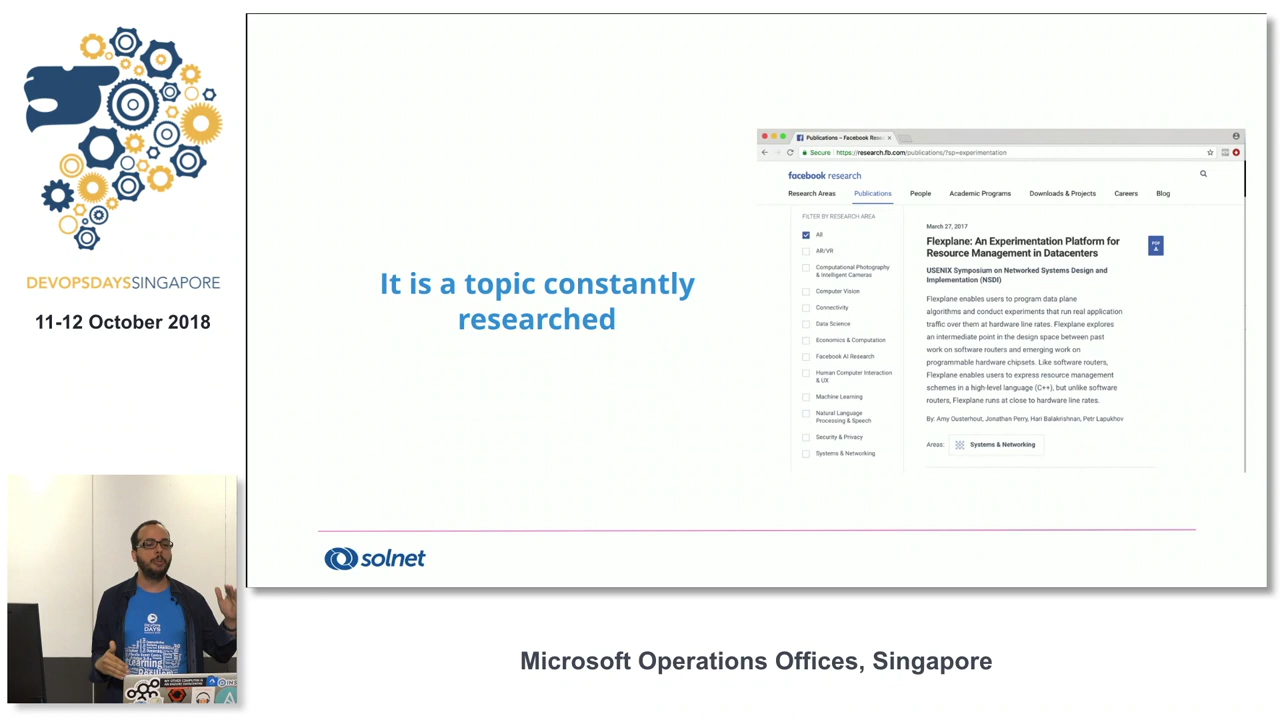 DEVOPSDAYSSINGAPORE
11-12 October 2018
It is a topic constantly
researched
Publications – Facebook Rese
Secure
https://research.fb.com/publications/?sp=experimentation
facebook research
Research Areas
Publications
People
Academic Programs
Downloads & Projects
Careers
Blog
FILTER BY RESEARCH AREA
All
AR/VR
Computational Photography
& Intelligent Cameras
Computer Vision
Connectivity
Data Science
Economics & Computation
Facebook AI Research
Human Computer Interaction
& UX
Machine Learning
Natural Language
Processing & Speech
Security & Privacy
Systems & Networking
March 27, 2017
Flexplane: An Experimentation Platform for
Resource Management in Datacenters
PDF
USENIX Symposium on Networked Systems Design and
Implementation (NSDI)
Flexplane enables users to program data plane
algorithms and conduct experiments that run real application
traffic over them at hardware line rates. Flexplane explores
an intermediate point in the design space between past
work on software routers and emerging work on
programmable hardware chipsets. Like software routers,
Flexplane enables users to express resource management
schemes in a high-level language (C++), but unlike software
routers, Flexplane runs at close to hardware line rates.
By: Amy Ousterhout, Jonathan Perry, Hari Balakrishnan, Petr Lapukhov
Areas:
Systems & Networking
solnet
DAYS
Learning
Microsoft Operations Offices, Singapore